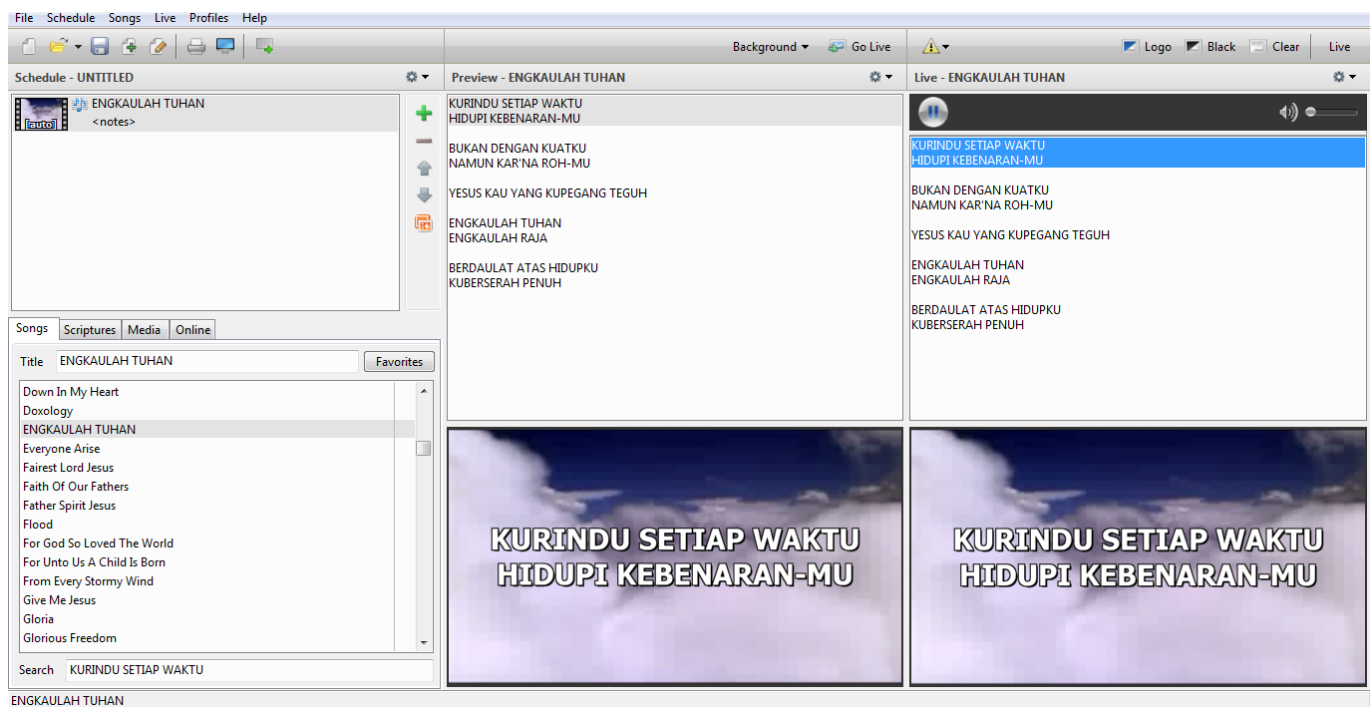 File Schedule Songs Live Profiles Help
Background Go Live Logo Black Clear Live
Schedule - UNTITLED
ENGKAULAH TUHAN
<notes>
[auto]
Preview - ENGKAULAH TUHAN
KURINDU SETIAP WAKTU
HIDUPI KEBENARAN-MU
BUKAN DENGAN KUATKU
NAMUN KAR'NA ROH-MU
YESUS KAU YANG KUPEGANG TEGUH
ENGKAULAH TUHAN
ENGKAULAH RAJA
BERDAULAT ATAS HIDUPKU
KUBERSERAH PENUH
Live - ENGKAULAH TUHAN
KURINDU SETIAP WAKTU
HIDUPI KEBENARAN-MU
BUKAN DENGAN KUATKU
NAMUN KAR'NA ROH-MU
YESUS KAU YANG KUPEGANG TEGUH
ENGKAULAH TUHAN
ENGKAULAH RAJA
BERDAULAT ATAS HIDUPKU
KUBERSERAH PENUH
Songs Scriptures Media Online
Title ENGKAULAH TUHAN Favorites
Down In My Heart
Doxology
ENGKAULAH TUHAN
Everyone Arise
Fairest Lord Jesus
Faith Of Our Fathers
Father Spirit Jesus
Flood
For God So Loved The World
For Unto Us A Child Is Born
From Every Stormy Wind
Give Me Jesus
Gloria
Glorious Freedom
Search KURINDU SETIAP WAKTU
KURINDU SETIAP WAKTU
HIDUPI KEBENARAN-MU
KURINDU SETIAP WAKTU
HIDUPI KEBENARAN-MU
ENGKAULAH TUHAN